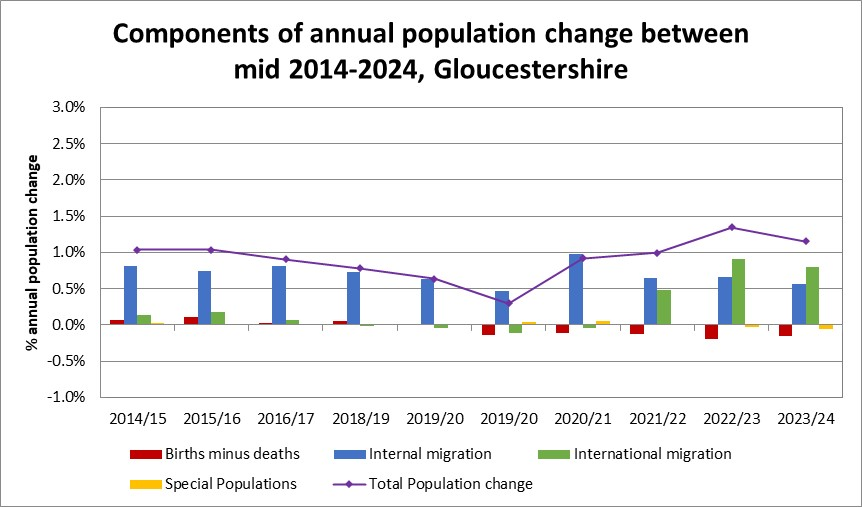 Components of annual population change between
mid 2014-2024, Gloucestershire
% annual population change
3.0%
2.5%
2.0%
1.5%
1.0%
0.5%
0.0%
-0.5%
-1.0%
2014/15 2015/16 2016/17 2018/19 2019/20 2019/20 2020/21 2021/22 2022/23 2023/24
Births minus deaths Internal migration International migration
Special Populations Total Population change